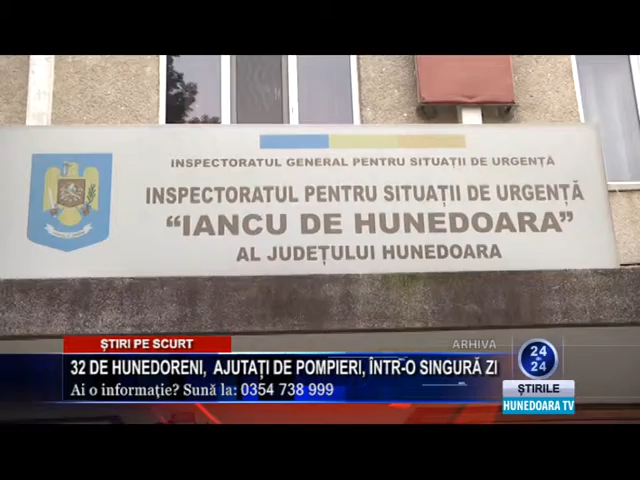 INSPECTORATUL GENERAL PENTRU SITUAȚII DE URGENȚĂ
INSPECTORATUL PENTRU SITUAȚII DE URGENȚĂ
"IANCU DE HUNEDOARA"
AL JUDEȚULUI HUNEDOARA
ȘTIRI PE SCURT
ARHIVA
32 DE HUNEDORENI, AJUTAȚI DE POMPIERI, ÎNTR-O SINGURĂ ZI
Ai o informație? Sună la: 0354 738 999
24
24
ȘTIRILE
HUNEDOARA TV